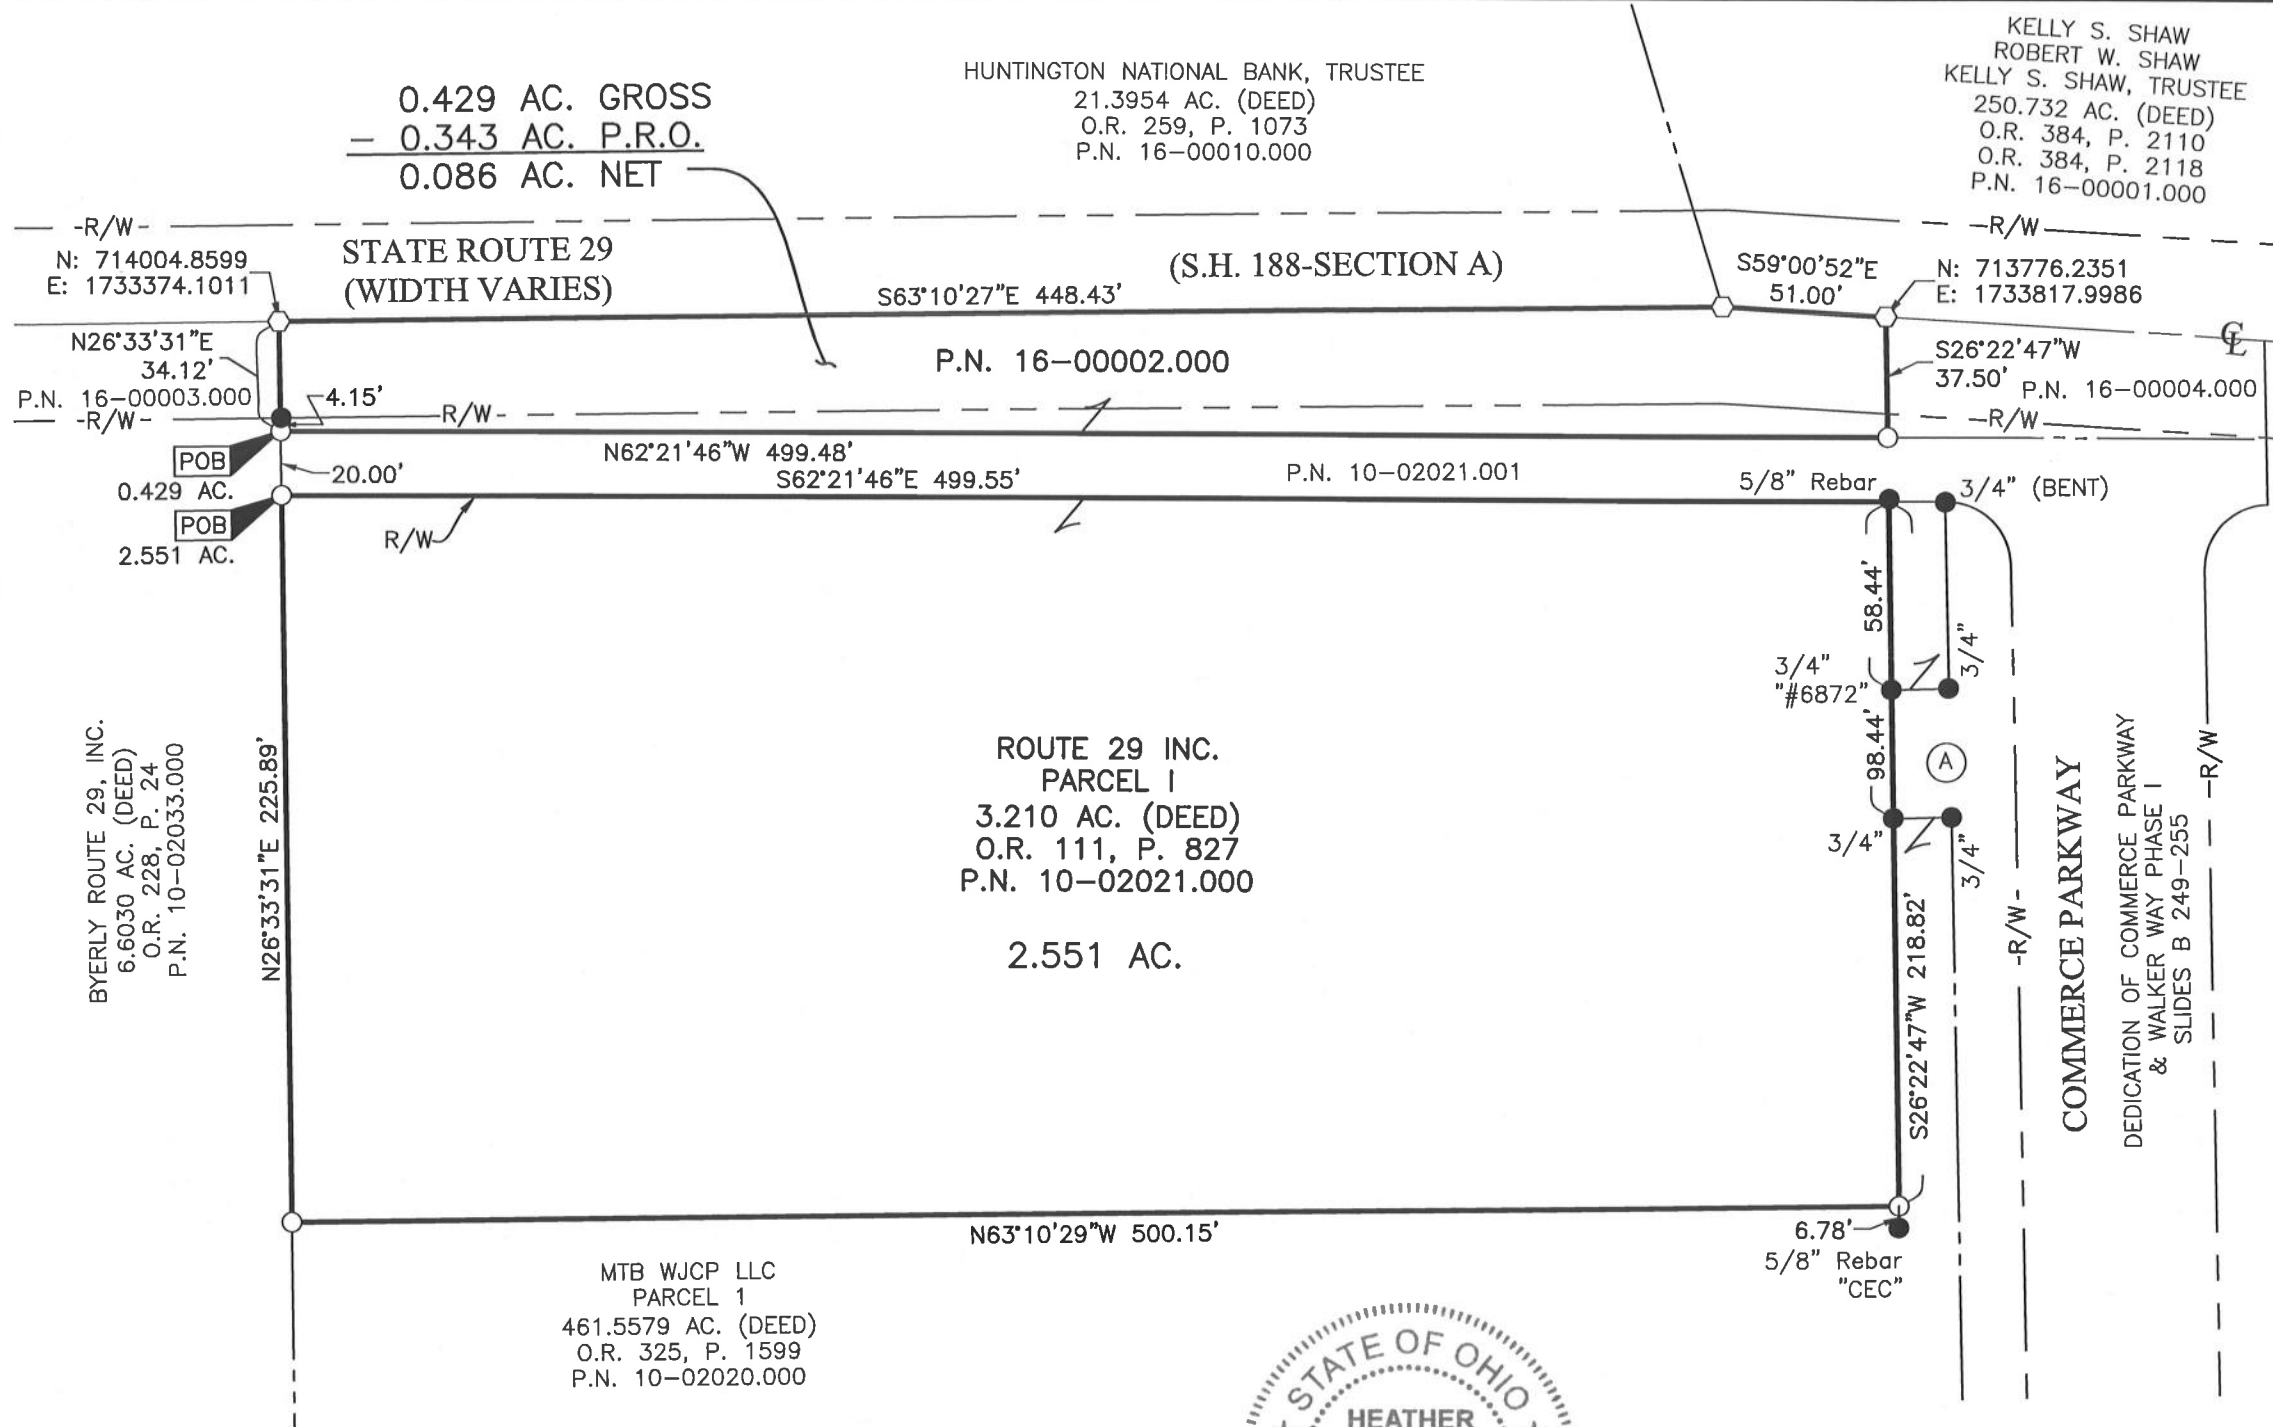 0.429 AC. GROSS
– 0.343 AC. P.R.O.
0.086 AC. NET
HUNTINGTON NATIONAL BANK, TRUSTEE
21.3954 AC. (DEED)
O.R. 259, P. 1073
P.N. 16–00010.000
KELLY S. SHAW
ROBERT W. SHAW
KELLY S. SHAW, TRUSTEE
250.732 AC. (DEED)
O.R. 384, P. 2110
O.R. 384, P. 2118
P.N. 16–00001.000
-R/W-
-R/W
N: 714004.8599
E: 1733374.1011
STATE ROUTE 29
(WIDTH VARIES)
(S.H. 188-SECTION A)
S63°10'27"E 448.43'
S59°00'52"E
51.00'
N: 713776.2351
E: 1733817.9986
N26°33'31"E
34.12'
P.N. 16–00003.000
-R/W-
4.15'
R/W-
P.N. 16–00002.000
S26°22'47"W
37.50'
P.N. 16–00004.000
-R/W
℄
POB
0.429 AC.
POB
2.551 AC.
20.00'
N62°21'46"W 499.48'
S62°21'46"E 499.55'
P.N. 10–02021.001
R/W
5/8" Rebar
3/4" (BENT)
58.44'
3/4"
"#6872"
3/4"
98.44'
A
3/4"
3/4"
S26°22'47"W 218.82'
ROUTE 29 INC.
PARCEL I
3.210 AC. (DEED)
O.R. 111, P. 827
P.N. 10–02021.000
2.551 AC.
BYERLY ROUTE 29, INC.
6.6030 AC. (DEED)
O.R. 228, P. 24
P.N. 10–02033.000
N26°33'31"E 225.89'
-R/W-
COMMERCE PARKWAY
DEDICATION OF COMMERCE PARKWAY
& WALKER WAY PHASE I
SLIDES B 249–255
-R/W
N63°10'29"W 500.15'
6.78'
5/8" Rebar
"CEC"
MTB WJCP LLC
PARCEL 1
461.5579 AC. (DEED)
O.R. 325, P. 1599
P.N. 10–02020.000
STATE OF OHIO
HEATHER